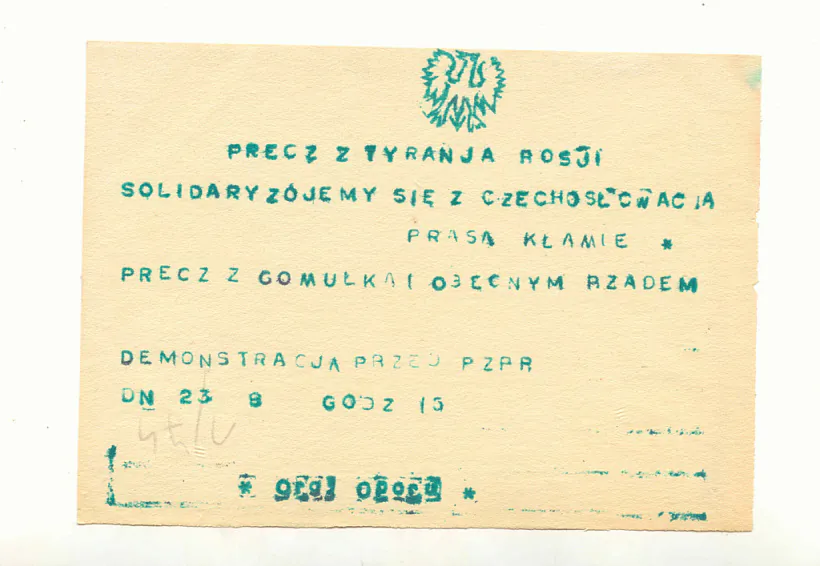 PRECZ Z TYRANJA ROSJI
SOLIDARYZÓJEMY SIĘ Z CZECHOSŁOWACJA
PRASA KŁAMIE *
PRECZ Z GOMUŁKA I OBECNYM RZADEM
DEMONSTRACJA PRZED PZPR
DN 23 8 GODZ 15
* oporu *